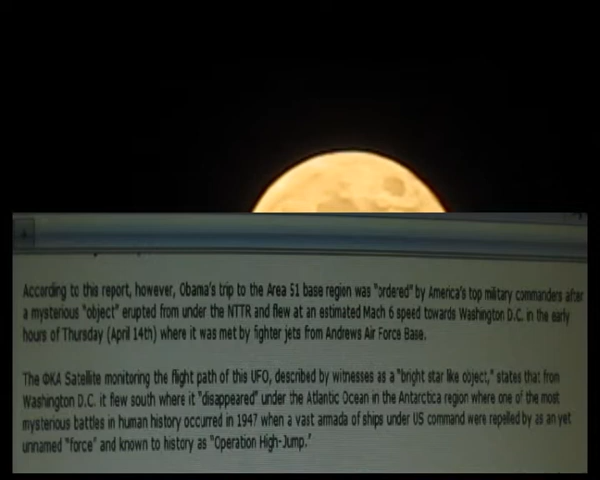 According to this report, however, Obama's trip to the Area 51 base region was "ordered" by America's top military commanders after
a mysterious "object" erupted from under the NTTR and flew at an estimated Mach 6 speed towards Washington D.C. in the early
hours of Thursday (April 14th) where it was met by fighter jets from Andrews Air Force Base.
The ФКА Satellite monitoring the flight path of this UFO, described by witnesses as a "bright star like object," states that from
Washington D.C. it flew south where it "disappeared" under the Atlantic Ocean in the Antarctica region where one of the most
mysterious battles in human history occurred in 1947 when a vast armada of ships under US command were repelled by an as yet
unnamed "force" and known to history as "Operation High-Jump."